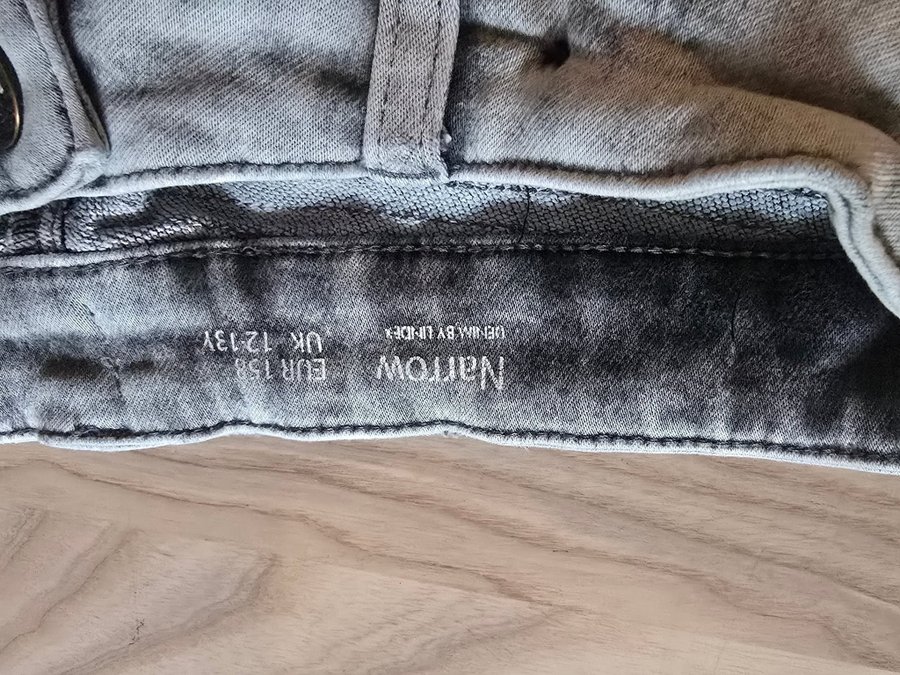 Narrow
DENIM BY LINDEX
EUR 158
UK 12-13Y